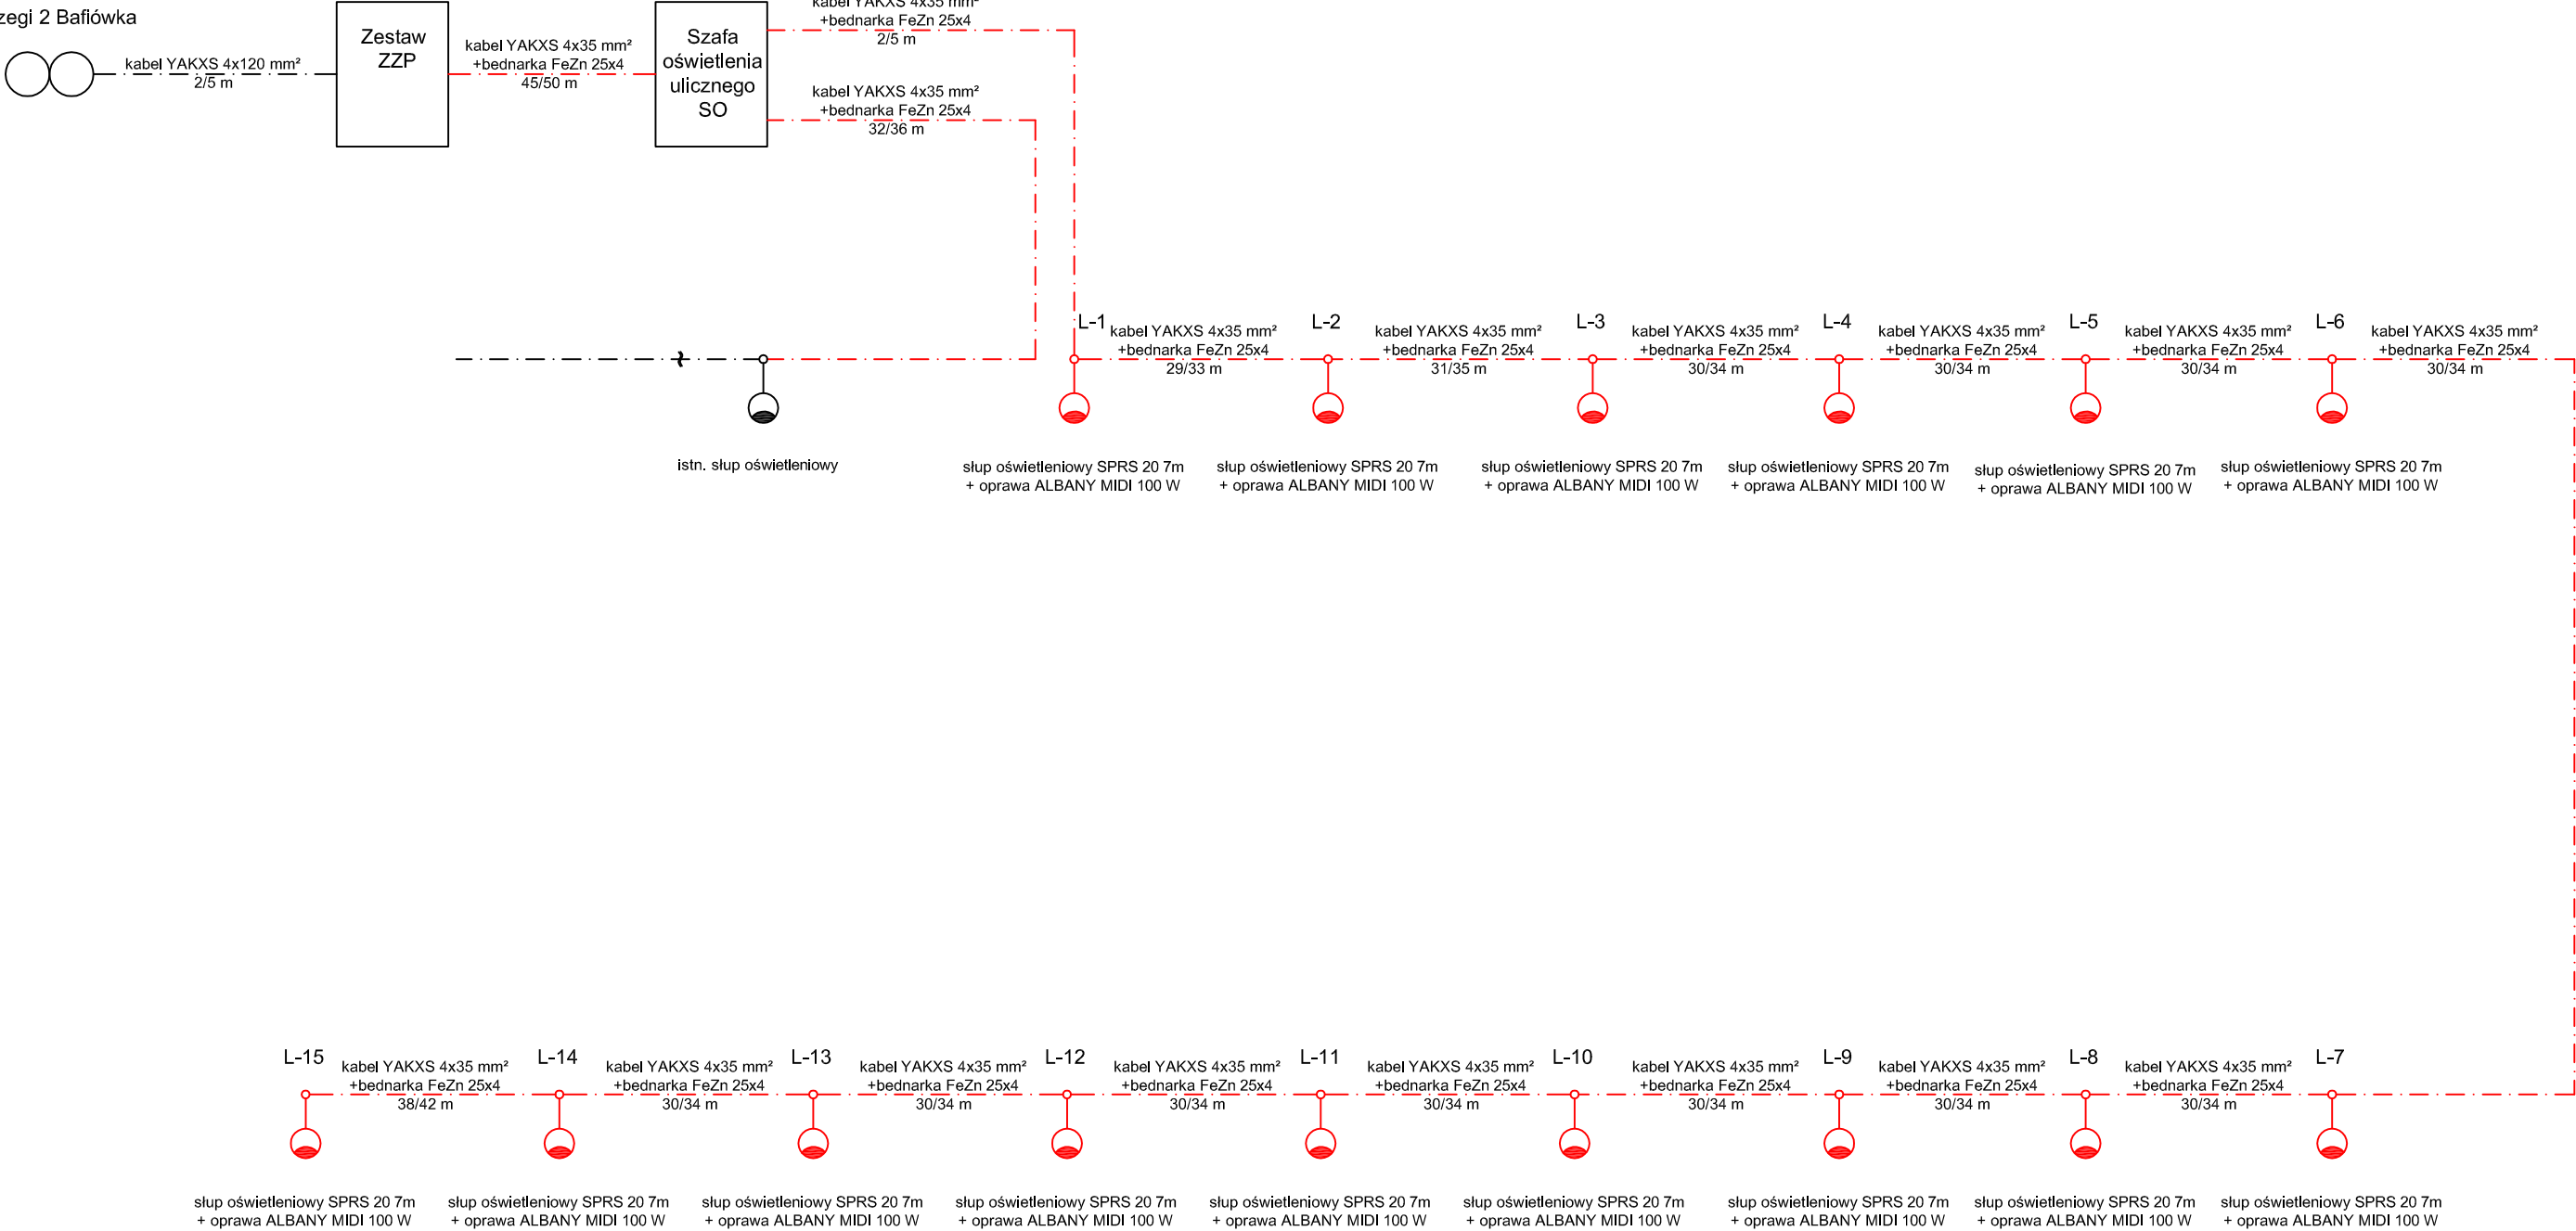 zegi 2 Bafiówka
kabel YAKXS 4x120 mm²
2/5 m
Zestaw
ZZP
kabel YAKXS 4x35 mm²
+bednarka FeZn 25x4
45/50 m
Szafa
oświetlenia
ulicznego
SO
kabel YAKXS 4x35 mm²
+bednarka FeZn 25x4
2/5 m
kabel YAKXS 4x35 mm²
+bednarka FeZn 25x4
32/36 m
istn. słup oświetleniowy
L-1
kabel YAKXS 4x35 mm²
+bednarka FeZn 25x4
29/33 m
L-2
kabel YAKXS 4x35 mm²
+bednarka FeZn 25x4
31/35 m
L-3
kabel YAKXS 4x35 mm²
+bednarka FeZn 25x4
30/34 m
L-4
kabel YAKXS 4x35 mm²
+bednarka FeZn 25x4
30/34 m
L-5
kabel YAKXS 4x35 mm²
+bednarka FeZn 25x4
30/34 m
L-6
kabel YAKXS 4x35 mm²
+bednarka FeZn 25x4
30/34 m
słup oświetleniowy SPRS 20 7m
+ oprawa ALBANY MIDI 100 W
słup oświetleniowy SPRS 20 7m
+ oprawa ALBANY MIDI 100 W
słup oświetleniowy SPRS 20 7m
+ oprawa ALBANY MIDI 100 W
słup oświetleniowy SPRS 20 7m
+ oprawa ALBANY MIDI 100 W
słup oświetleniowy SPRS 20 7m
+ oprawa ALBANY MIDI 100 W
słup oświetleniowy SPRS 20 7m
+ oprawa ALBANY MIDI 100 W
L-15
kabel YAKXS 4x35 mm²
+bednarka FeZn 25x4
38/42 m
L-14
kabel YAKXS 4x35 mm²
+bednarka FeZn 25x4
30/34 m
L-13
kabel YAKXS 4x35 mm²
+bednarka FeZn 25x4
30/34 m
L-12
kabel YAKXS 4x35 mm²
+bednarka FeZn 25x4
30/34 m
L-11
kabel YAKXS 4x35 mm²
+bednarka FeZn 25x4
30/34 m
L-10
kabel YAKXS 4x35 mm²
+bednarka FeZn 25x4
30/34 m
L-9
kabel YAKXS 4x35 mm²
+bednarka FeZn 25x4
30/34 m
L-8
kabel YAKXS 4x35 mm²
+bednarka FeZn 25x4
30/34 m
L-7
słup oświetleniowy SPRS 20 7m
+ oprawa ALBANY MIDI 100 W
słup oświetleniowy SPRS 20 7m
+ oprawa ALBANY MIDI 100 W
słup oświetleniowy SPRS 20 7m
+ oprawa ALBANY MIDI 100 W
słup oświetleniowy SPRS 20 7m
+ oprawa ALBANY MIDI 100 W
słup oświetleniowy SPRS 20 7m
+ oprawa ALBANY MIDI 100 W
słup oświetleniowy SPRS 20 7m
+ oprawa ALBANY MIDI 100 W
słup oświetleniowy SPRS 20 7m
+ oprawa ALBANY MIDI 100 W
słup oświetleniowy SPRS 20 7m
+ oprawa ALBANY MIDI 100 W
słup oświetleniowy SPRS 20 7m
+ oprawa ALBANY MIDI 100 W